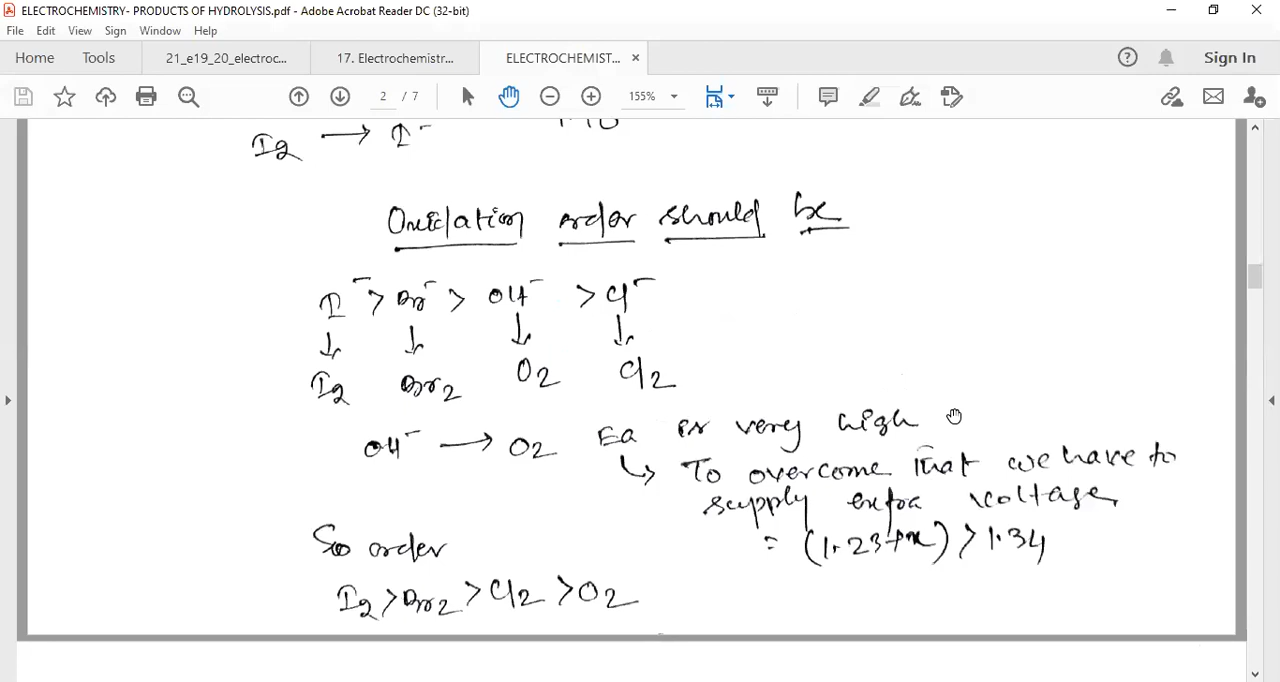 ELECTROCHEMISTRY- PRODUCTS OF HYDROLYSIS.pdf - Adobe Acrobat Reader DC (32-bit)
File Edit View Sign Window Help
Home Tools 21_e19_20_electroc... 17. Electrochemistr... ELECTROCHEMIST... × Sign In
2 / 7 155%
I2 → I⁻
Oxidation order should be
I⁻ > Br⁻ > OH⁻ > Cl⁻
↓ ↓ ↓ ↓
I2 Br2 O2 Cl2
OH⁻ → O2 Ea is very high
↳ To overcome that we have to
supply extra voltage
= (1.23+x) > 1.34
So order
I2 > Br2 > Cl2 > O2